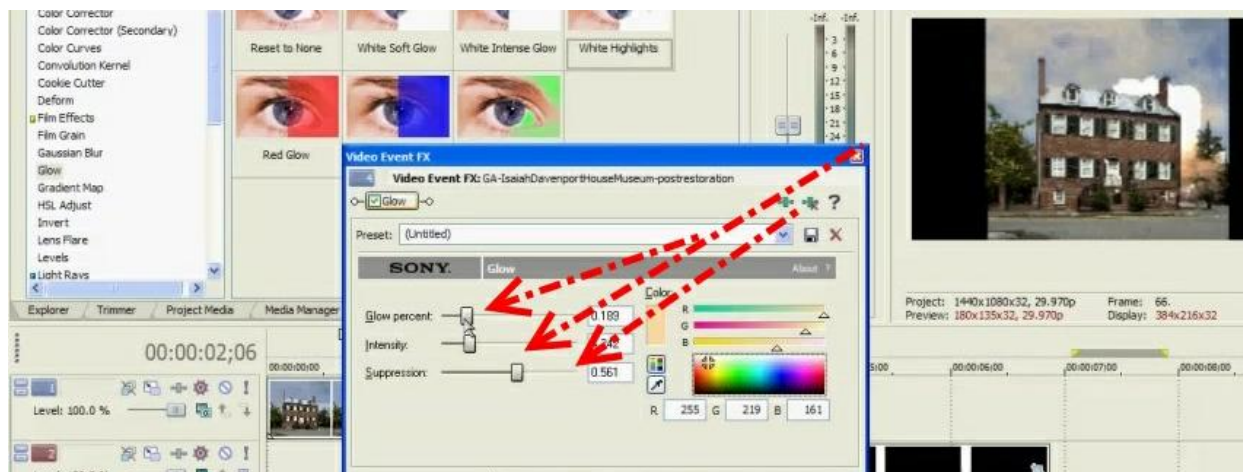 Color Corrector
Color Corrector (Secondary)
Color Curves
Convolution Kernel
Cookie Cutter
Deform
Film Effects
Film Grain
Gaussian Blur
Glow
Gradient Map
HSL Adjust
Invert
Lens Flare
Levels
Light Rays
Reset to None
White Soft Glow
White Intense Glow
White Highlights
Red Glow
-Inf. -Inf.
3
6
9
12
15
18
21
24
Video Event FX
Video Event FX: GA-IsaiahDavenportHouseMuseum-postrestoration
Glow
?
Preset: (Untitled)
SONY. Glow About ?
Color
Glow percent: 0.189
Intensity:
Suppression: 0.561
R
G
B
R 255 G 219 B 161
Explorer Trimmer Project Media Media Manager
Project: 1440x1080x32, 29.970p Frame: 66.
Preview: 180x135x32, 29.970p Display: 384x216x32
00:00:02;06
00:00:00;00
00:00:06;00 00:00:07;00 00:00:08;00
1
Level: 100.0 %
2